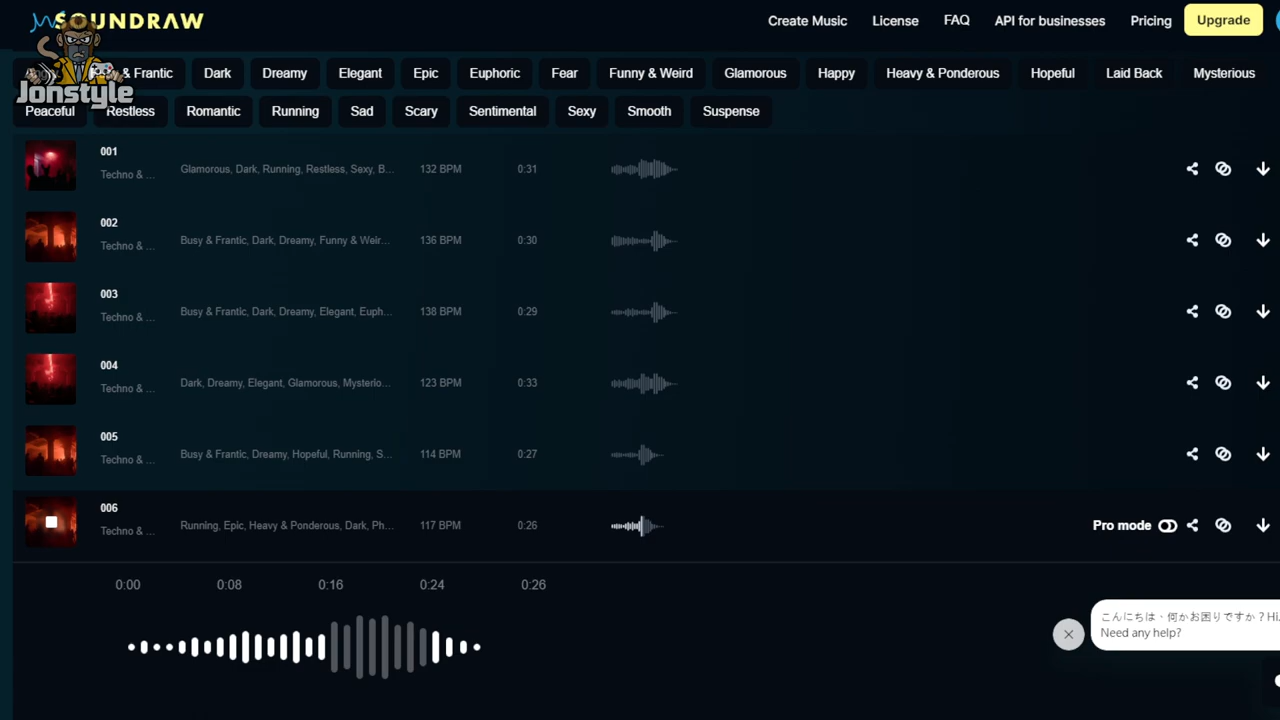 SOUNDRAW
Create Music
License
FAQ
API for businesses
Pricing
Upgrade
Jonstyle
& Frantic
Dark
Dreamy
Elegant
Epic
Euphoric
Fear
Funny & Weird
Glamorous
Happy
Heavy & Ponderous
Hopeful
Laid Back
Mysterious
Peaceful
Restless
Romantic
Running
Sad
Scary
Sentimental
Sexy
Smooth
Suspense
001
Techno & ...
Glamorous, Dark, Running, Restless, Sexy, B...
132 BPM
0:31
002
Techno & ...
Busy & Frantic, Dark, Dreamy, Funny & Weir...
136 BPM
0:30
003
Techno & ...
Busy & Frantic, Dark, Dreamy, Elegant, Euph...
138 BPM
0:29
004
Techno & ...
Dark, Dreamy, Elegant, Glamorous, Mysterio...
123 BPM
0:33
005
Techno & ...
Busy & Frantic, Dreamy, Hopeful, Running, S...
114 BPM
0:27
006
Techno & ...
Running, Epic, Heavy & Ponderous, Dark, Ph...
117 BPM
0:26
Pro mode
0:00
0:08
0:16
0:24
0:26
こんにちは、何かお困りですか？Hi.
Need any help?